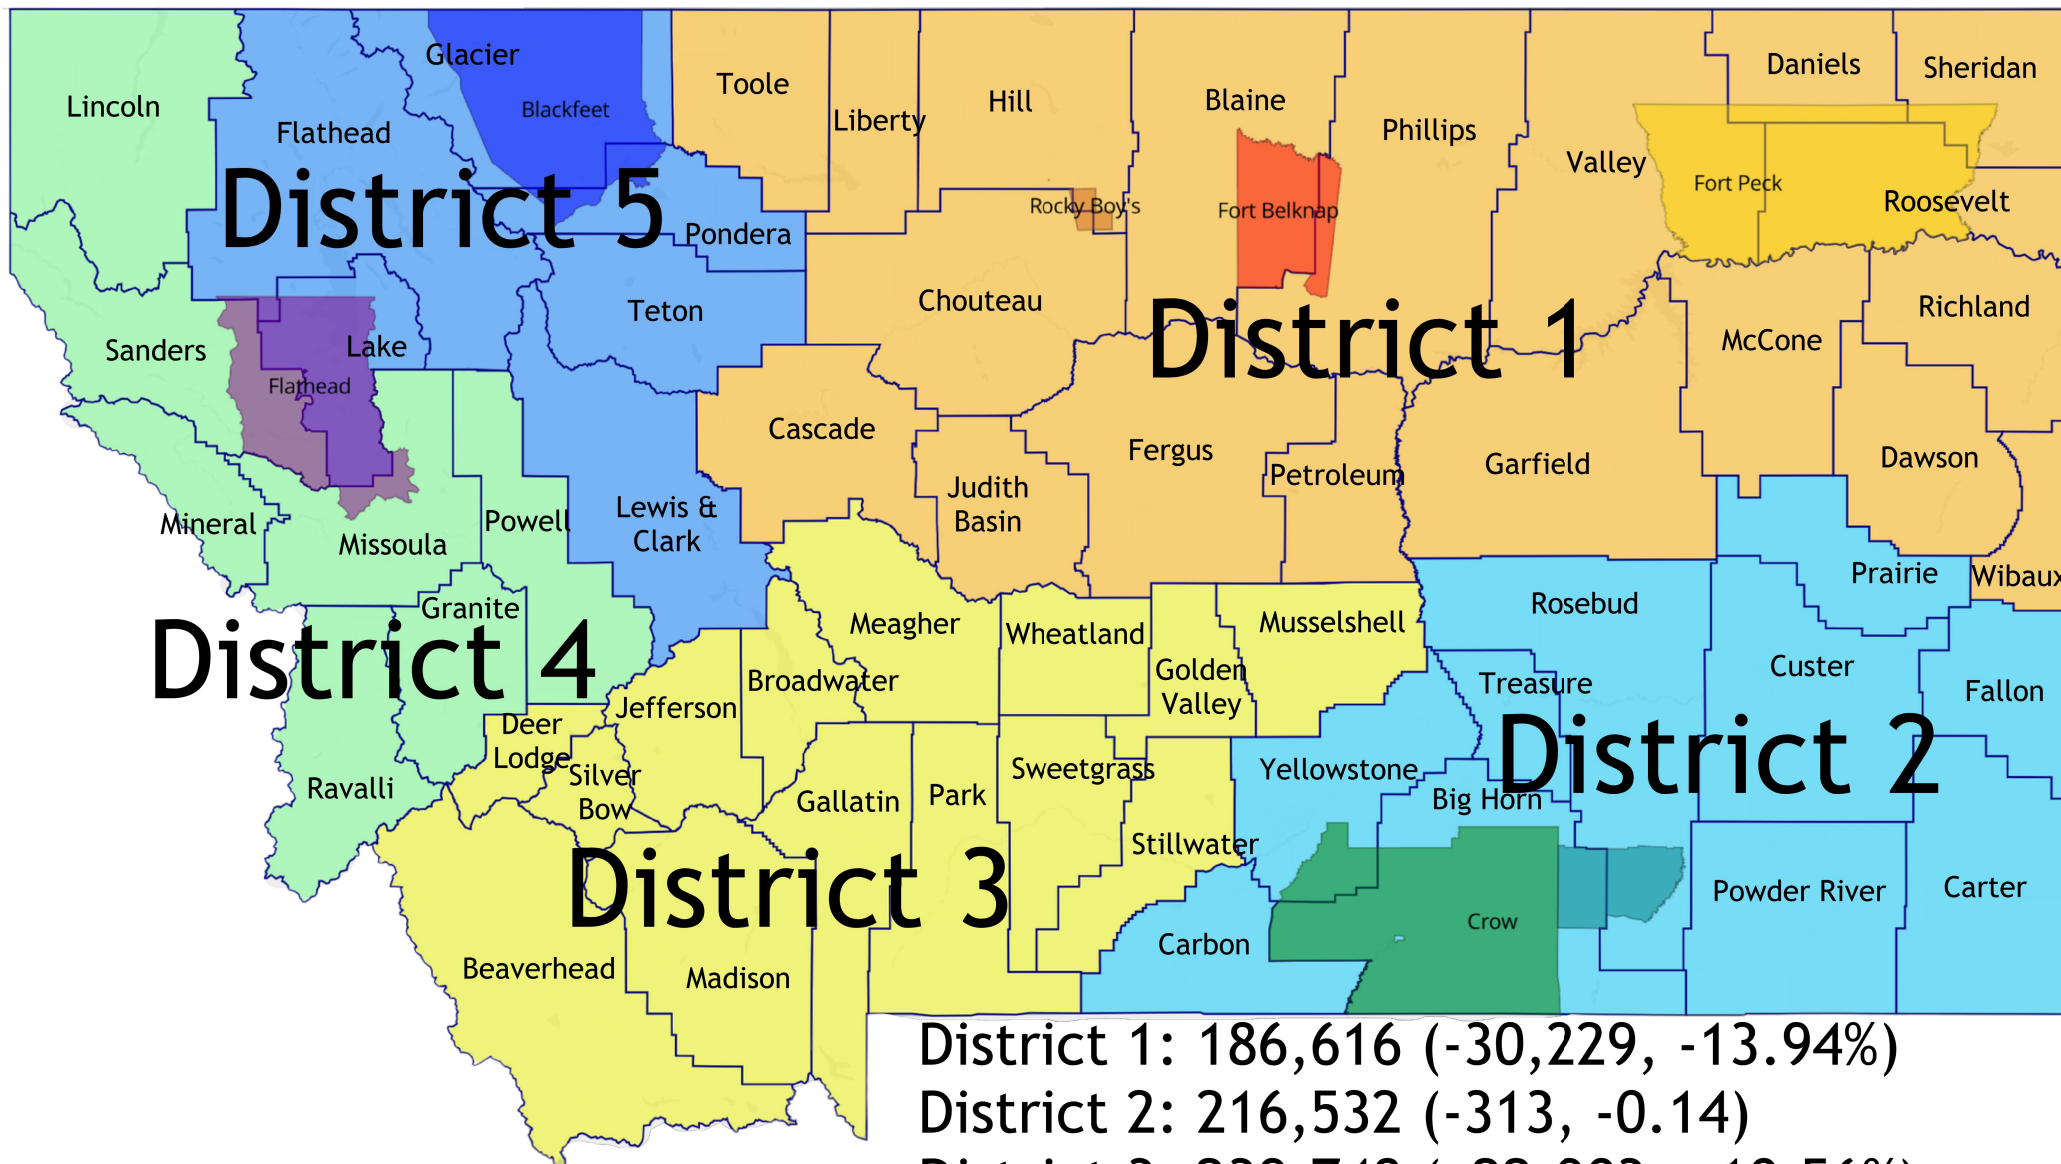 Glacier
Toole
Daniels
Sheridan
Lincoln
Blackfeet
Liberty
Hill
Blaine
Phillips
Flathead
Valley
Fort Peck
Roosevelt
District 5
Rocky Boy's
Fort Belknap
Pondera
Teton
Chouteau
District 1
Richland
Sanders
Lake
McCone
Flathead
Cascade
Fergus
Petroleum
Garfield
Dawson
Judith
Basin
Mineral
Missoula
Powell
Lewis &
Clark
Prairie
Wibaux
Granite
Meagher
Wheatland
Musselshell
Rosebud
District 4
Broadwater
Golden
Valley
Treasure
Custer
Fallon
Jefferson
Deer
Lodge
Silver
Bow
Ravalli
Gallatin
Park
Sweetgrass
Yellowstone
Big Horn
District 2
Stillwater
District 3
Powder River
Carter
Crow
Carbon
Beaverhead
Madison
District 1: 186,616 (-30,229, -13.94%)
District 2: 216,532 (-313, -0.14)